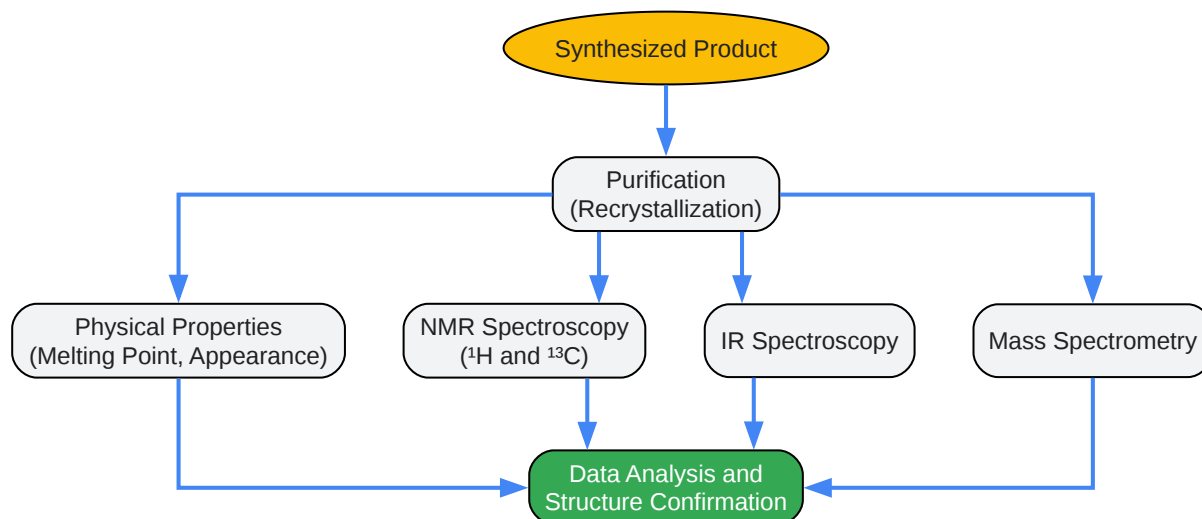 Synthesized Product
Purification
(Recrystallization)
Physical Properties
(Melting Point, Appearance)
NMR Spectroscopy
(¹H and ¹³C)
IR Spectroscopy
Mass Spectrometry
Data Analysis and
Structure Confirmation